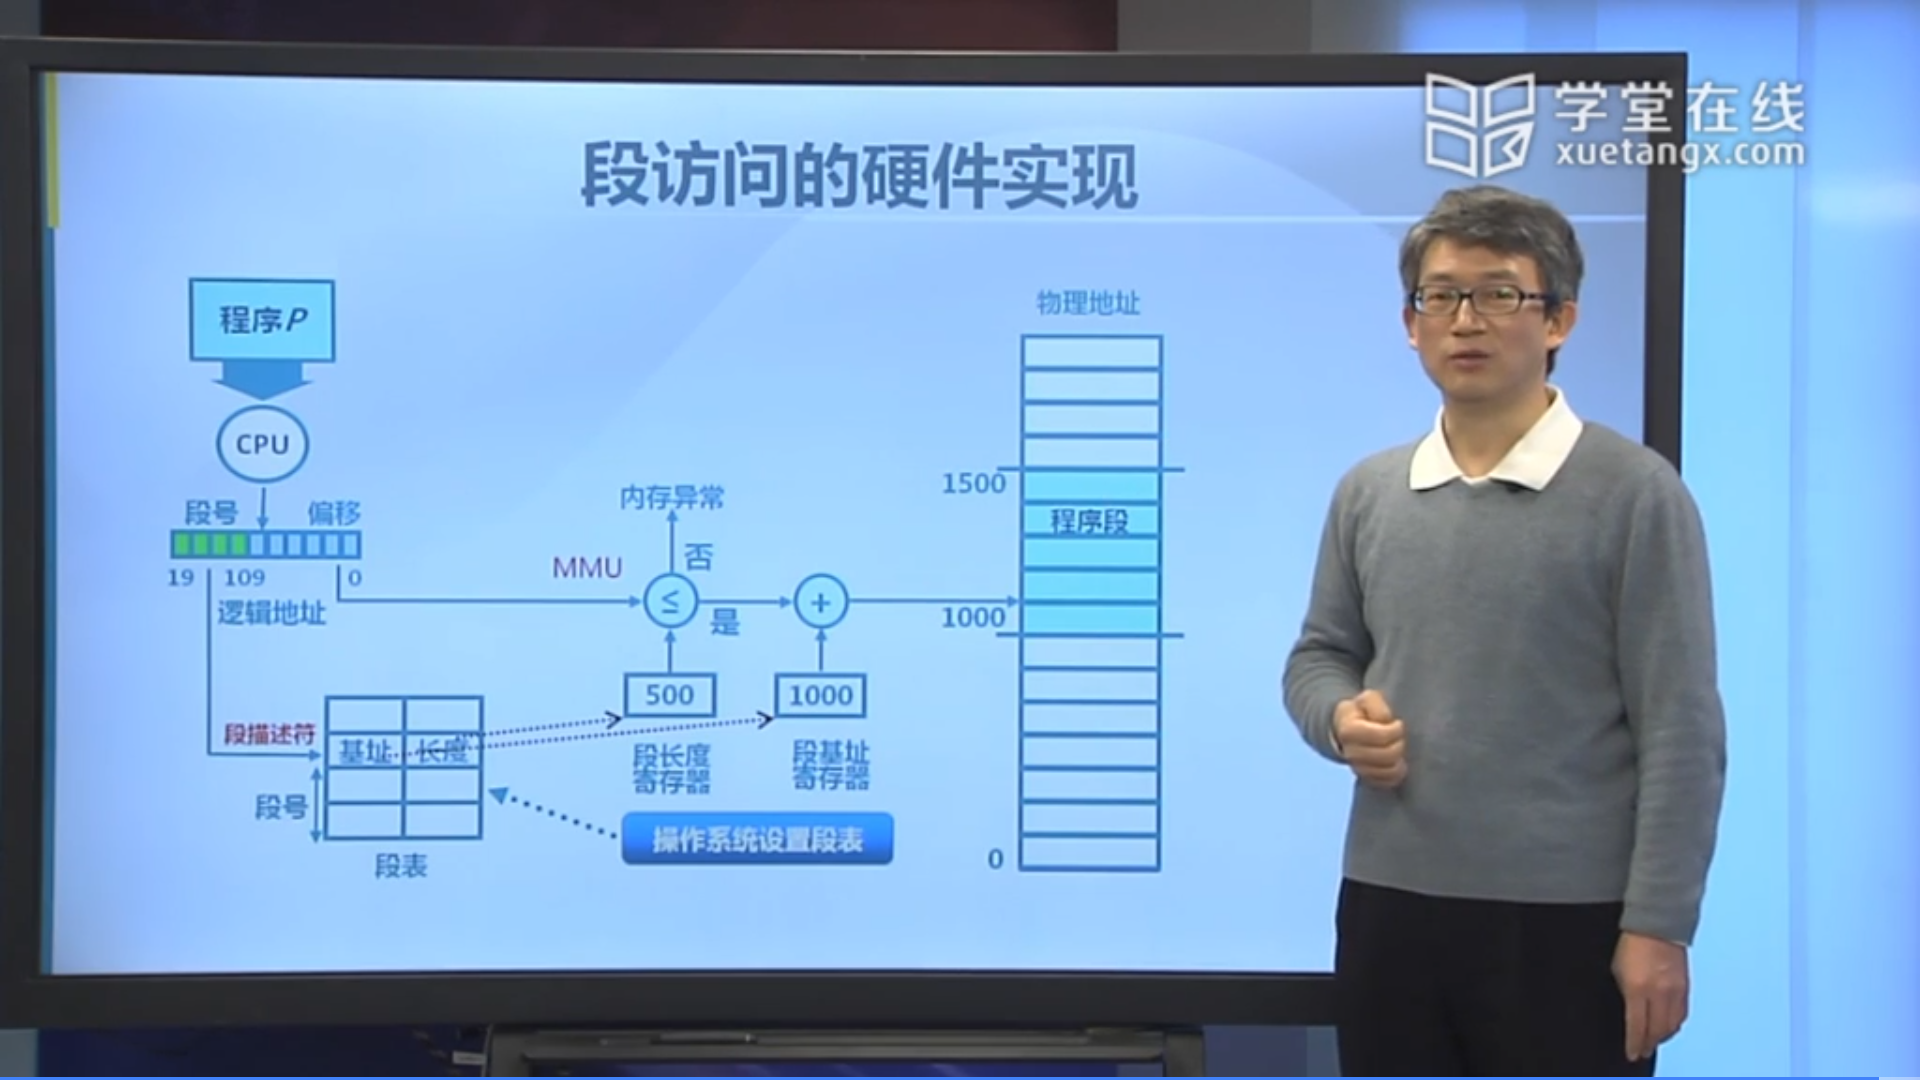 学堂在线
xuetangx.com
段访问的硬件实现
程序P
CPU
段号
偏移
19
109
0
逻辑地址
段描述符
基址
长度
段号
段表
MMU
内存异常
否
≤
是
+
500
1000
段长度
寄存器
段基址
寄存器
操作系统设置段表
物理地址
1500
程序段
1000
0